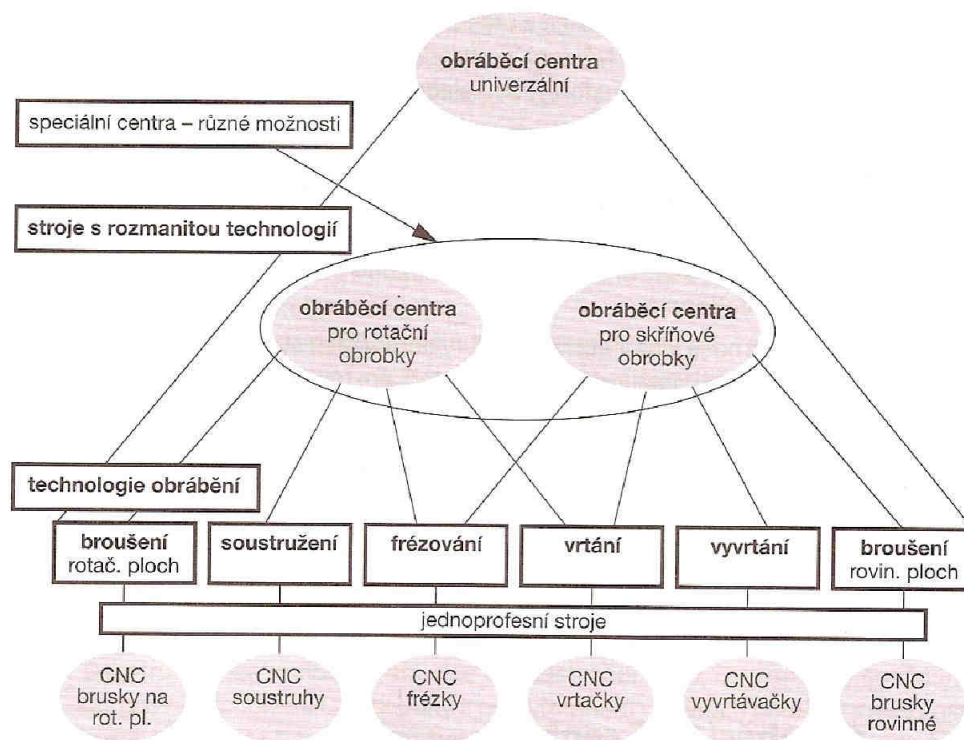 obráběcí centra
univerzální
speciální centra – různé možnosti
stroje s rozmanitou technologií
obráběcí centra
pro rotační
obrobky
obráběcí centra
pro skříňové
obrobky
technologie obrábění
broušení
rotač. ploch
soustružení
frézování
vrtání
vyvrtání
broušení
rovin. ploch
jednoprofesní stroje
CNC
brusky na
rot. pl.
CNC
soustruhy
CNC
frézky
CNC
vrtačky
CNC
vyvrtávačky
CNC
brusky
rovinné